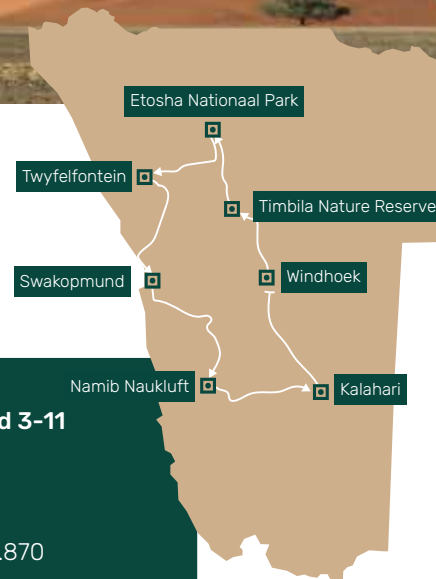 Etosha Nationaal Park
Twyfelfontein
Timbila Nature Reserve
Swakopmund
Windhoek
Namib Naukluft
Kalahari
3-11
.870